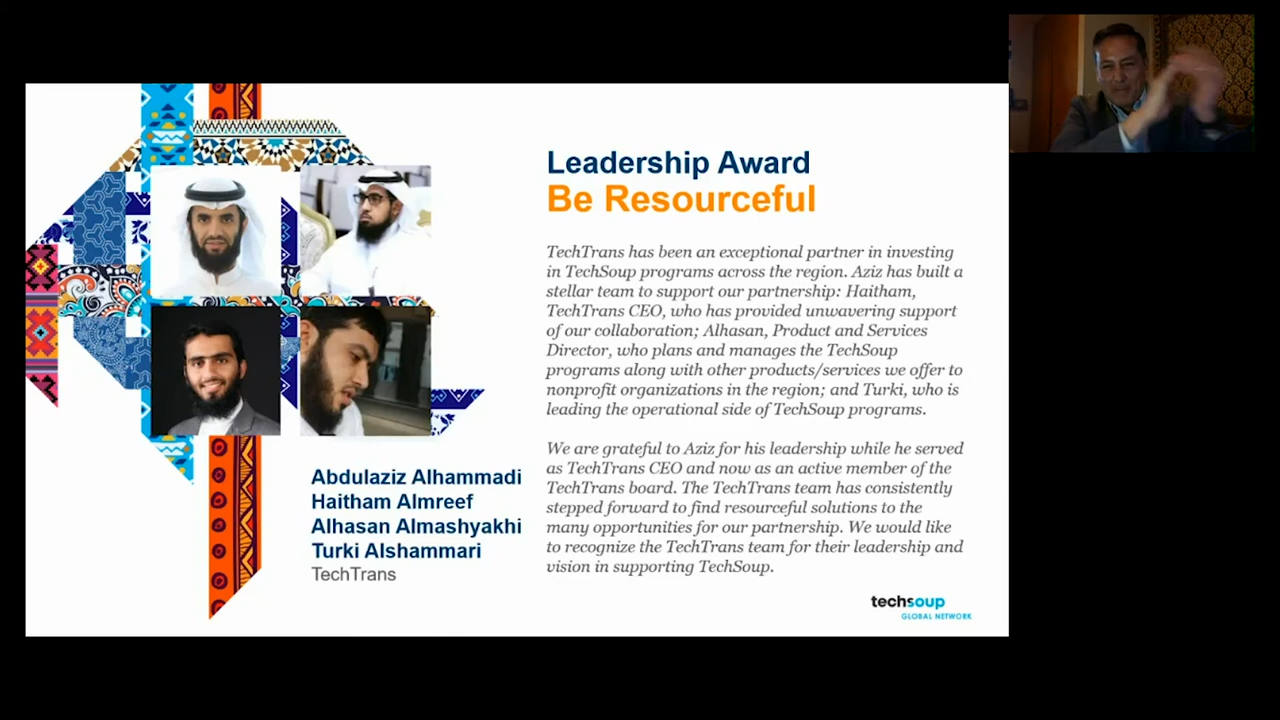 Leadership Award
Be Resourceful
TechTrans has been an exceptional partner in investing
in TechSoup programs across the region. Aziz has built a
stellar team to support our partnership: Haitham,
TechTrans CEO, who has provided unwavering support
of our collaboration; Alhasan, Product and Services
Director, who plans and manages the TechSoup
programs along with other products/services we offer to
nonprofit organizations in the region; and Turki, who is
leading the operational side of TechSoup programs.
We are grateful to Aziz for his leadership while he served
as TechTrans CEO and now as an active member of the
TechTrans board. The TechTrans team has consistently
stepped forward to find resourceful solutions to the
many opportunities for our partnership. We would like
to recognize the TechTrans team for their leadership and
vision in supporting TechSoup.
Abdulaziz Alhammadi
Haitham Almreef
Alhasan Almashyakhi
Turki Alshammari
TechTrans
techsoup
GLOBAL NETWORK